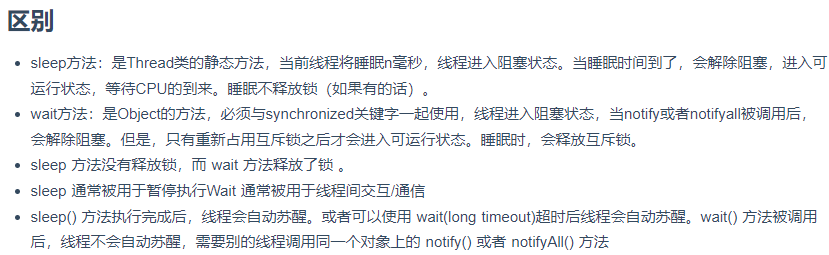 区别
sleep方法：是Thread类的静态方法，当前线程将睡眠n毫秒，线程进入阻塞状态。当睡眠时间到了，会解除阻塞，进入可
运行状态，等待CPU的到来。睡眠不释放锁（如果有的话）。
wait方法：是Object的方法，必须与synchronized关键字一起使用，线程进入阻塞状态，当notify或者notifyall被调用后，
会解除阻塞。但是，只有重新占用互斥锁之后才会进入可运行状态。睡眠时，会释放互斥锁。
sleep 方法没有释放锁，而 wait 方法释放了锁 。
sleep 通常被用于暂停执行Wait 通常被用于线程间交互/通信
sleep() 方法执行完成后，线程会自动苏醒。或者可以使用 wait(long timeout)超时后线程会自动苏醒。wait() 方法被调用
后，线程不会自动苏醒，需要别的线程调用同一个对象上的 notify() 或者 notifyAll() 方法